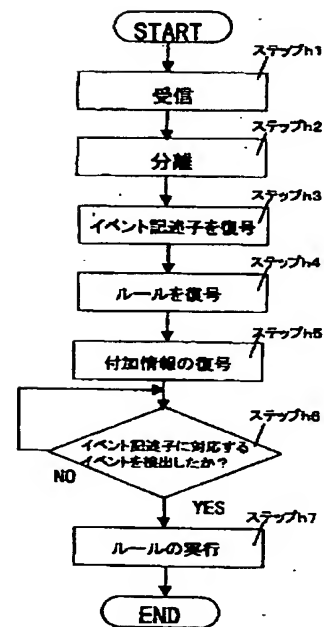 START
ステップh1
受信
ステップh2
分離
ステップh3
イベント記述子を復号
ステップh4
ルールを復号
ステップh5
付加情報の復号
ステップh6
イベント記述子に対応する
イベントを検出したか？
NO
YES
ステップh7
ルールの実行
END